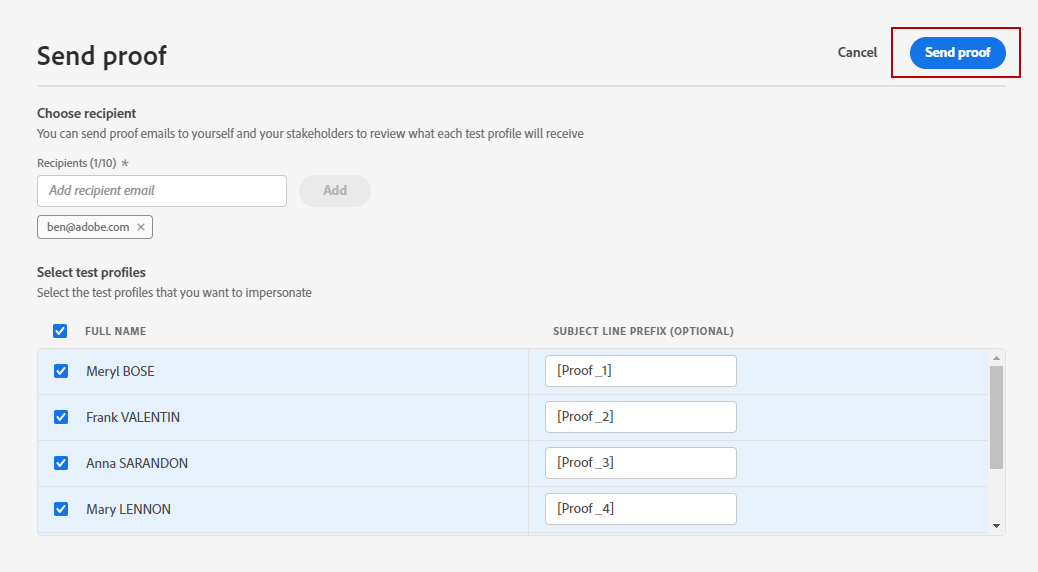 Send proof
Cancel
Send proof
Choose recipient
You can send proof emails to yourself and your stakeholders to review what each test profile will receive
Recipients (1/10) *
Add recipient email
Add
ben@adobe.com ×
Select test profiles
Select the test profiles that you want to impersonate
FULL NAME SUBJECT LINE PREFIX (OPTIONAL)
Meryl BOSE [Proof _1]
Frank VALENTIN [Proof _2]
Anna SARANDON [Proof _3]
Mary LENNON [Proof _4]